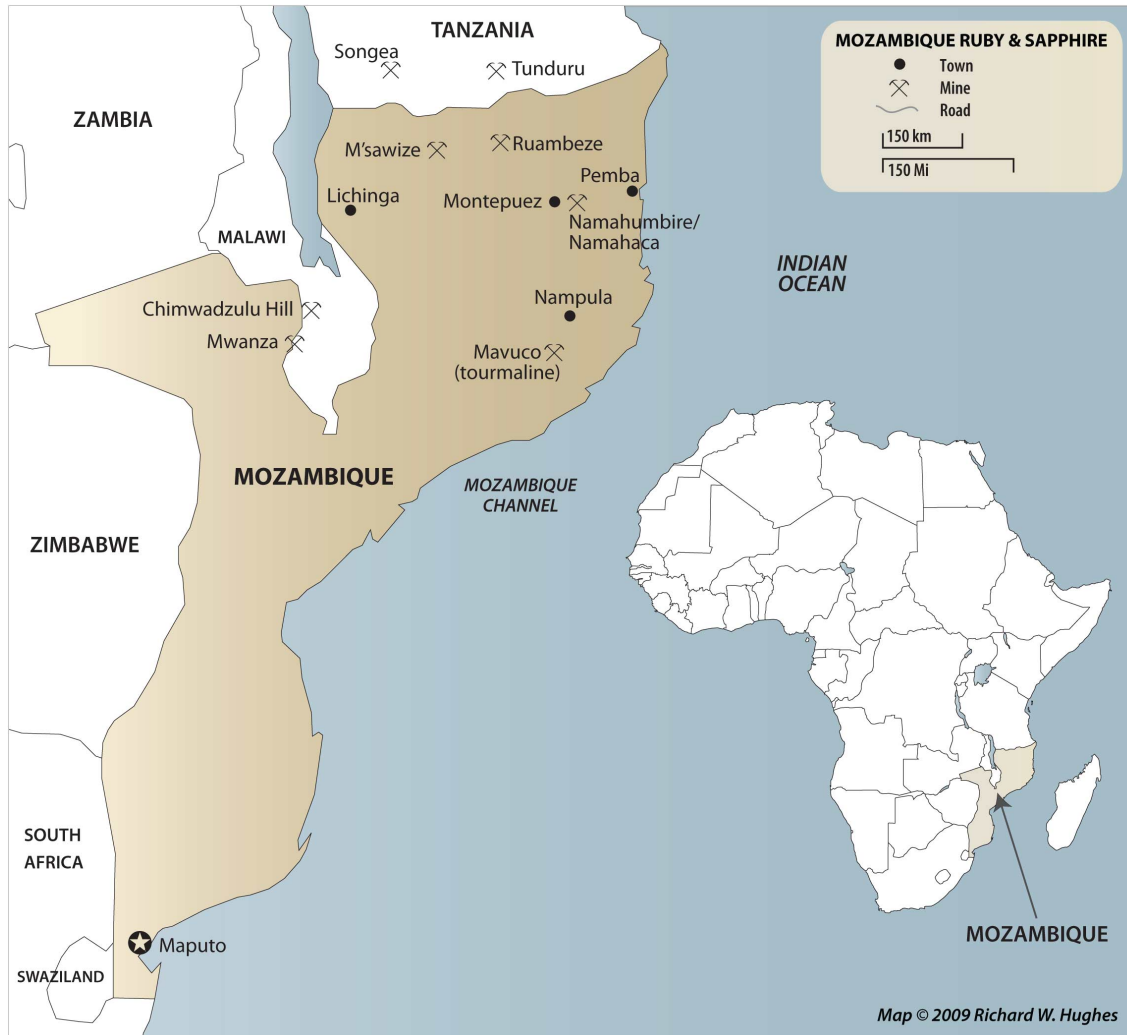 TANZANIA
Songea
Tunduru
ZAMBIA
M'sawize
Ruambeze
Lichinga
Montepuez
Pemba
Namahumbire/
Namahaca
MALAWI
Chimwadzulu Hill
Mwanza
Nampula
Mavuco
(tourmaline)
MOZAMBIQUE
MOZAMBIQUE
CHANNEL
INDIAN
OCEAN
ZIMBABWE
SOUTH
AFRICA
Maputo
SWAZILAND
MOZAMBIQUE RUBY & SAPPHIRE
Town
Mine
Road
150 km
150 Mi
MOZAMBIQUE
Map © 2009 Richard W. Hughes